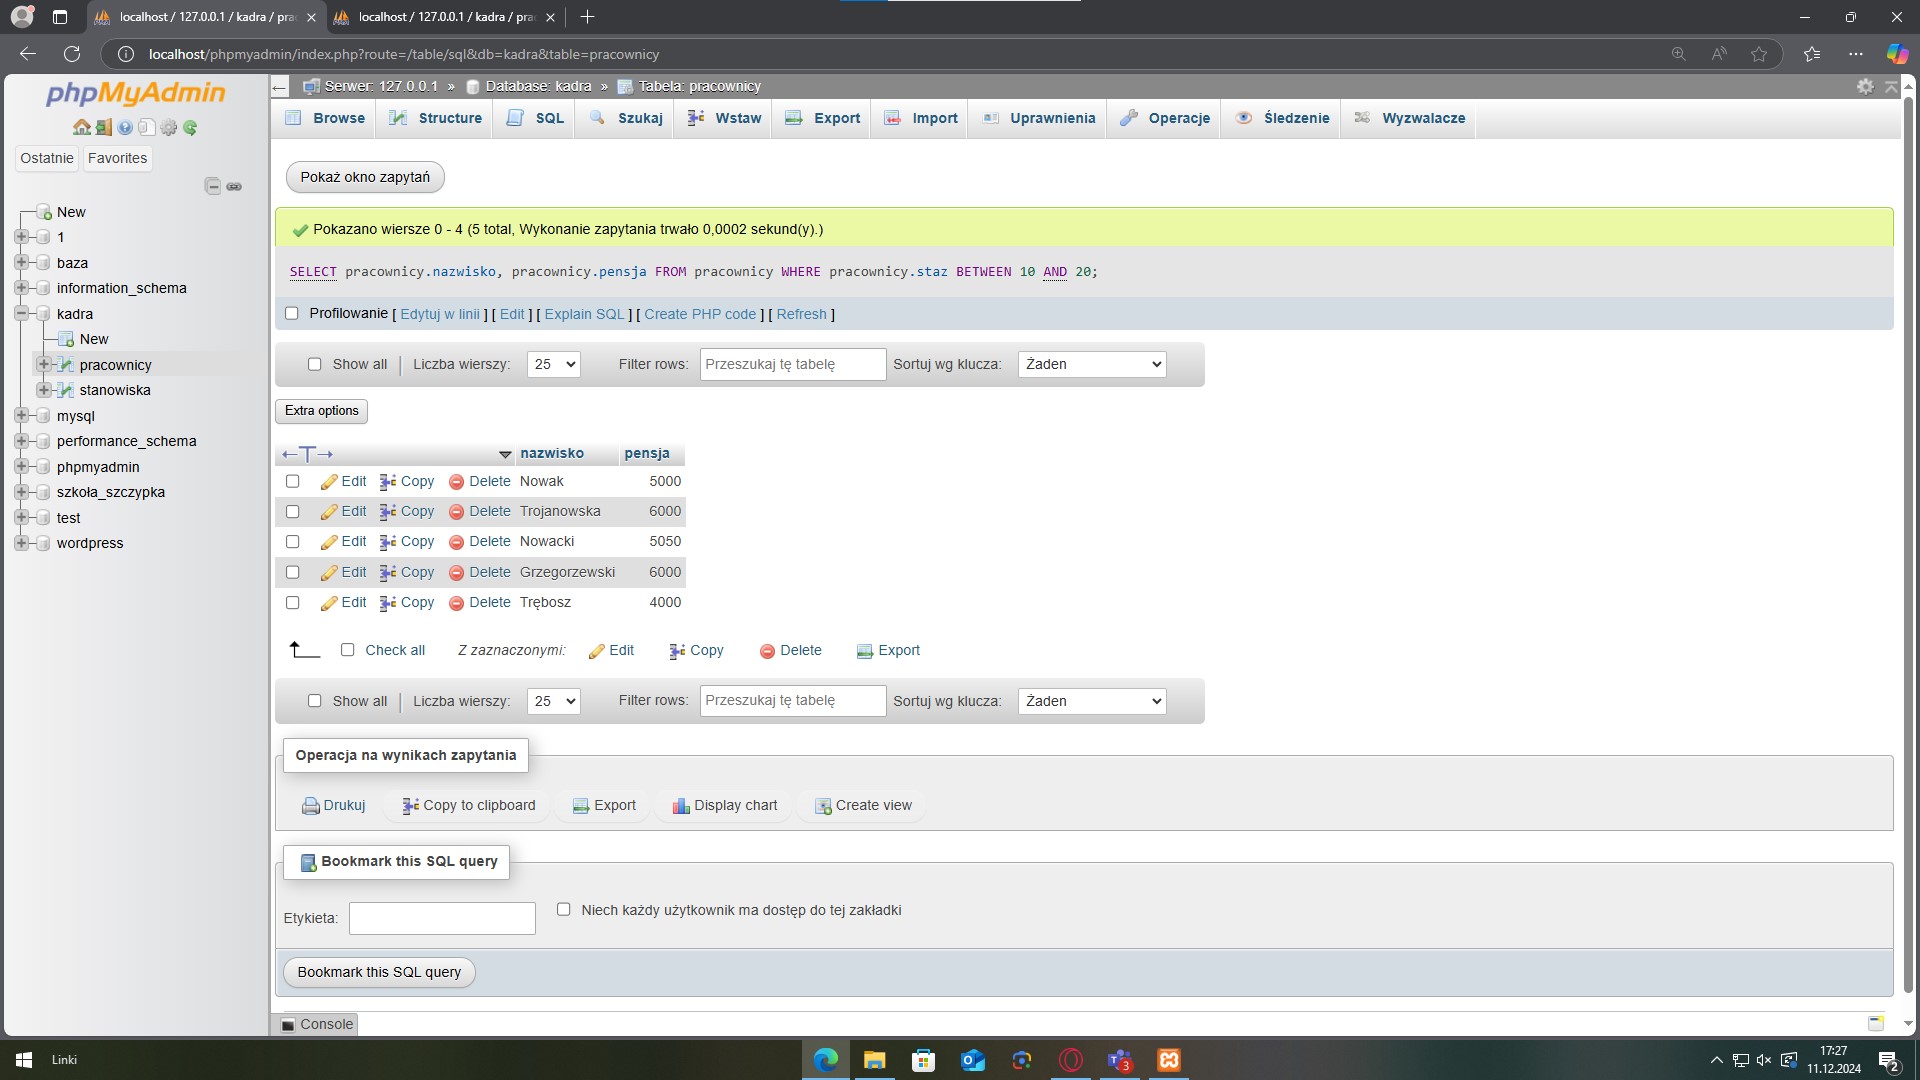 localhost / 127.0.0.1 / kadra / prac
localhost / 127.0.0.1 / kadra / prac
localhost/phpmyadmin/index.php?route=/table/sql&db=kadra&table=pracownicy
phpMyAdmin
Ostatnie Favorites
New
1
baza
information_schema
kadra
New
pracownicy
stanowiska
mysql
performance_schema
phpmyadmin
szkoła_szczypka
test
wordpress
Serwer: 127.0.0.1 » Database: kadra » Tabela: pracownicy
Browse Structure SQL Szukaj Wstaw Export Import Uprawnienia Operacje Śledzenie Wyzwalacze
Pokaż okno zapytań
Pokazano wiersze 0 - 4 (5 total, Wykonanie zapytania trwało 0,0002 sekund(y).)
SELECT pracownicy.nazwisko, pracownicy.pensja FROM pracownicy WHERE pracownicy.staz BETWEEN 10 AND 20;
Profilowanie [ Edytuj w linii ] [ Edit ] [ Explain SQL ] [ Create PHP code ] [ Refresh ]
Show all | Liczba wierszy: 25 Filter rows: Przeszukaj tę tabelę Sortuj wg klucza: Żaden
Extra options
←T→ nazwisko pensja
Edit Copy Delete Nowak 5000
Edit Copy Delete Trojanowska 6000
Edit Copy Delete Nowacki 5050
Edit Copy Delete Grzegorzewski 6000
Edit Copy Delete Trębosz 4000
Check all Z zaznaczonymi: Edit Copy Delete Export
Show all | Liczba wierszy: 25 Filter rows: Przeszukaj tę tabelę Sortuj wg klucza: Żaden
Operacja na wynikach zapytania
Drukuj Copy to clipboard Export Display chart Create view
Bookmark this SQL query
Etykieta: Niech każdy użytkownik ma dostęp do tej zakładki
Bookmark this SQL query
Console
Linki
3
17:27
11.12.2024
2